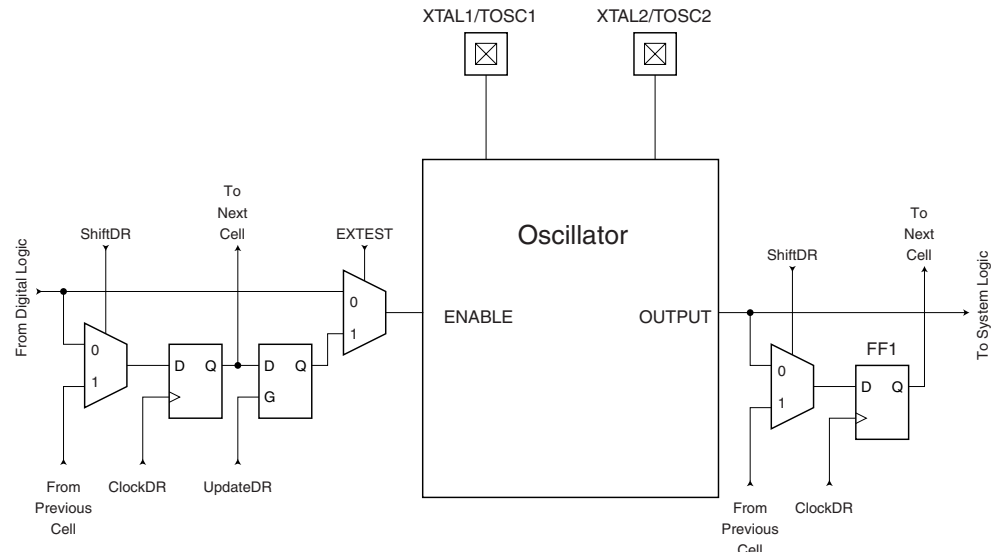 XTAL1/TOSC1
XTAL2/TOSC2
To
Next
Cell
ShiftDR
EXTEST
From Digital Logic
0
1
D Q
D Q
G
0
1
From
Previous
Cell
ClockDR
UpdateDR
Oscillator
ENABLE
OUTPUT
To
Next
Cell
ShiftDR
To System Logic
FF1
0
1
D Q
From
Previous
Cell
ClockDR